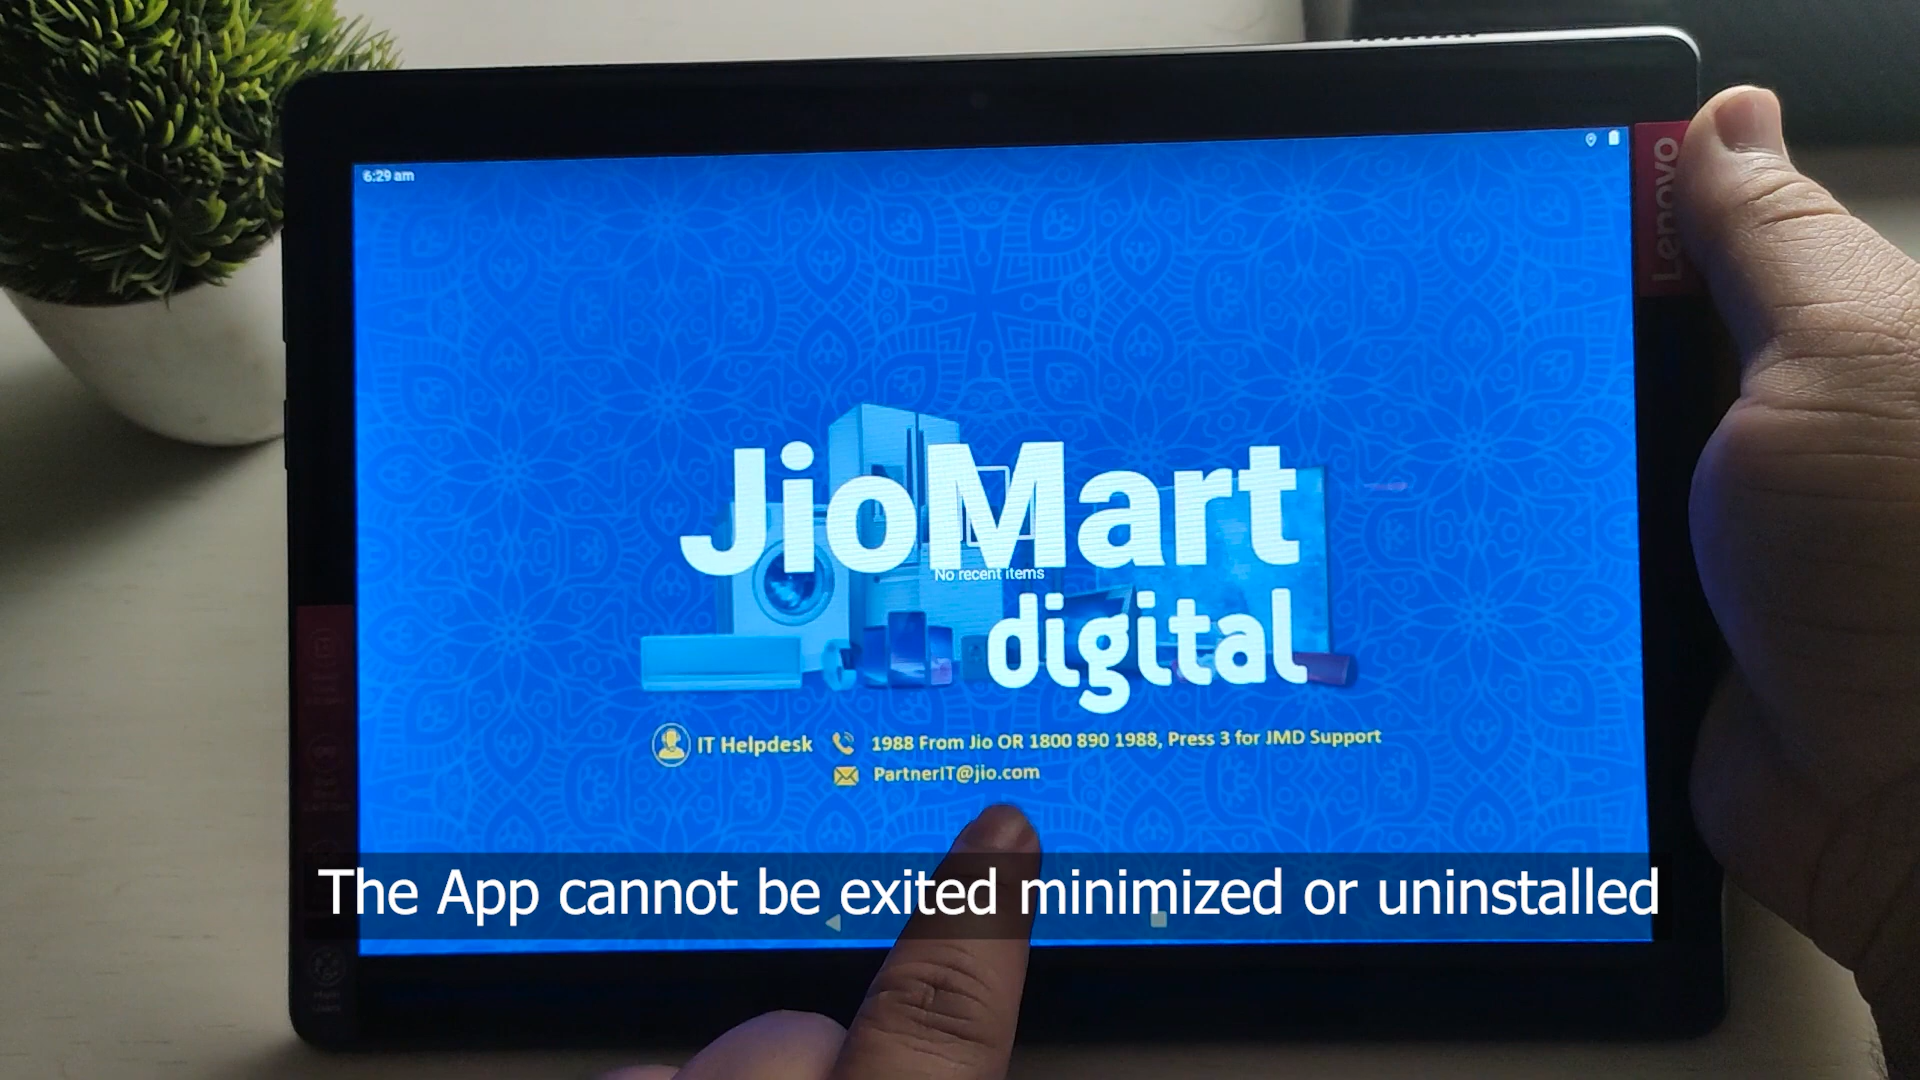 6:29 am
Lenovo
JioMart
No recent items
digital
IT Helpdesk
1988 From Jio OR 1800 890 1988, Press 3 for JMD Support
PartnerIT@jio.com
The App cannot be exited minimized or uninstalled